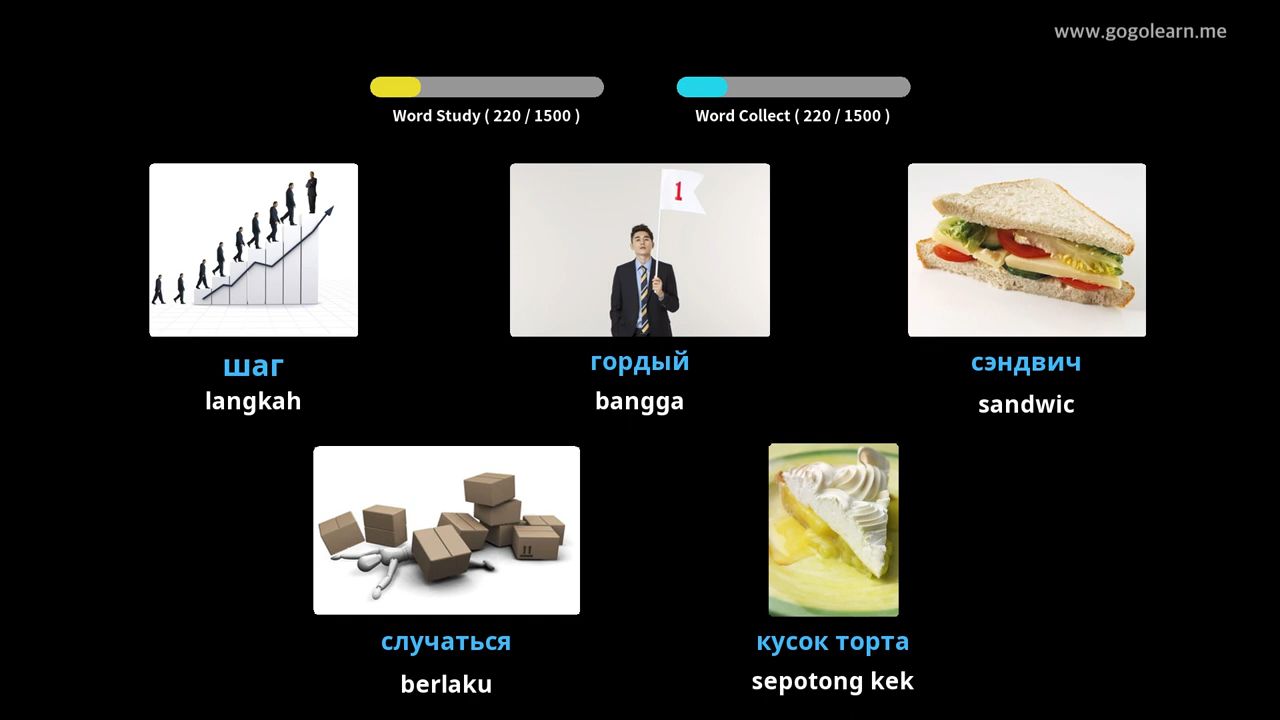 www.gogolearn.me
Word Study ( 220 / 1500 )
Word Collect ( 220 / 1500 )
1
шаг
langkah
гордый
bangga
сэндвич
sandwic
случаться
berlaku
кусок торта
sepotong kek